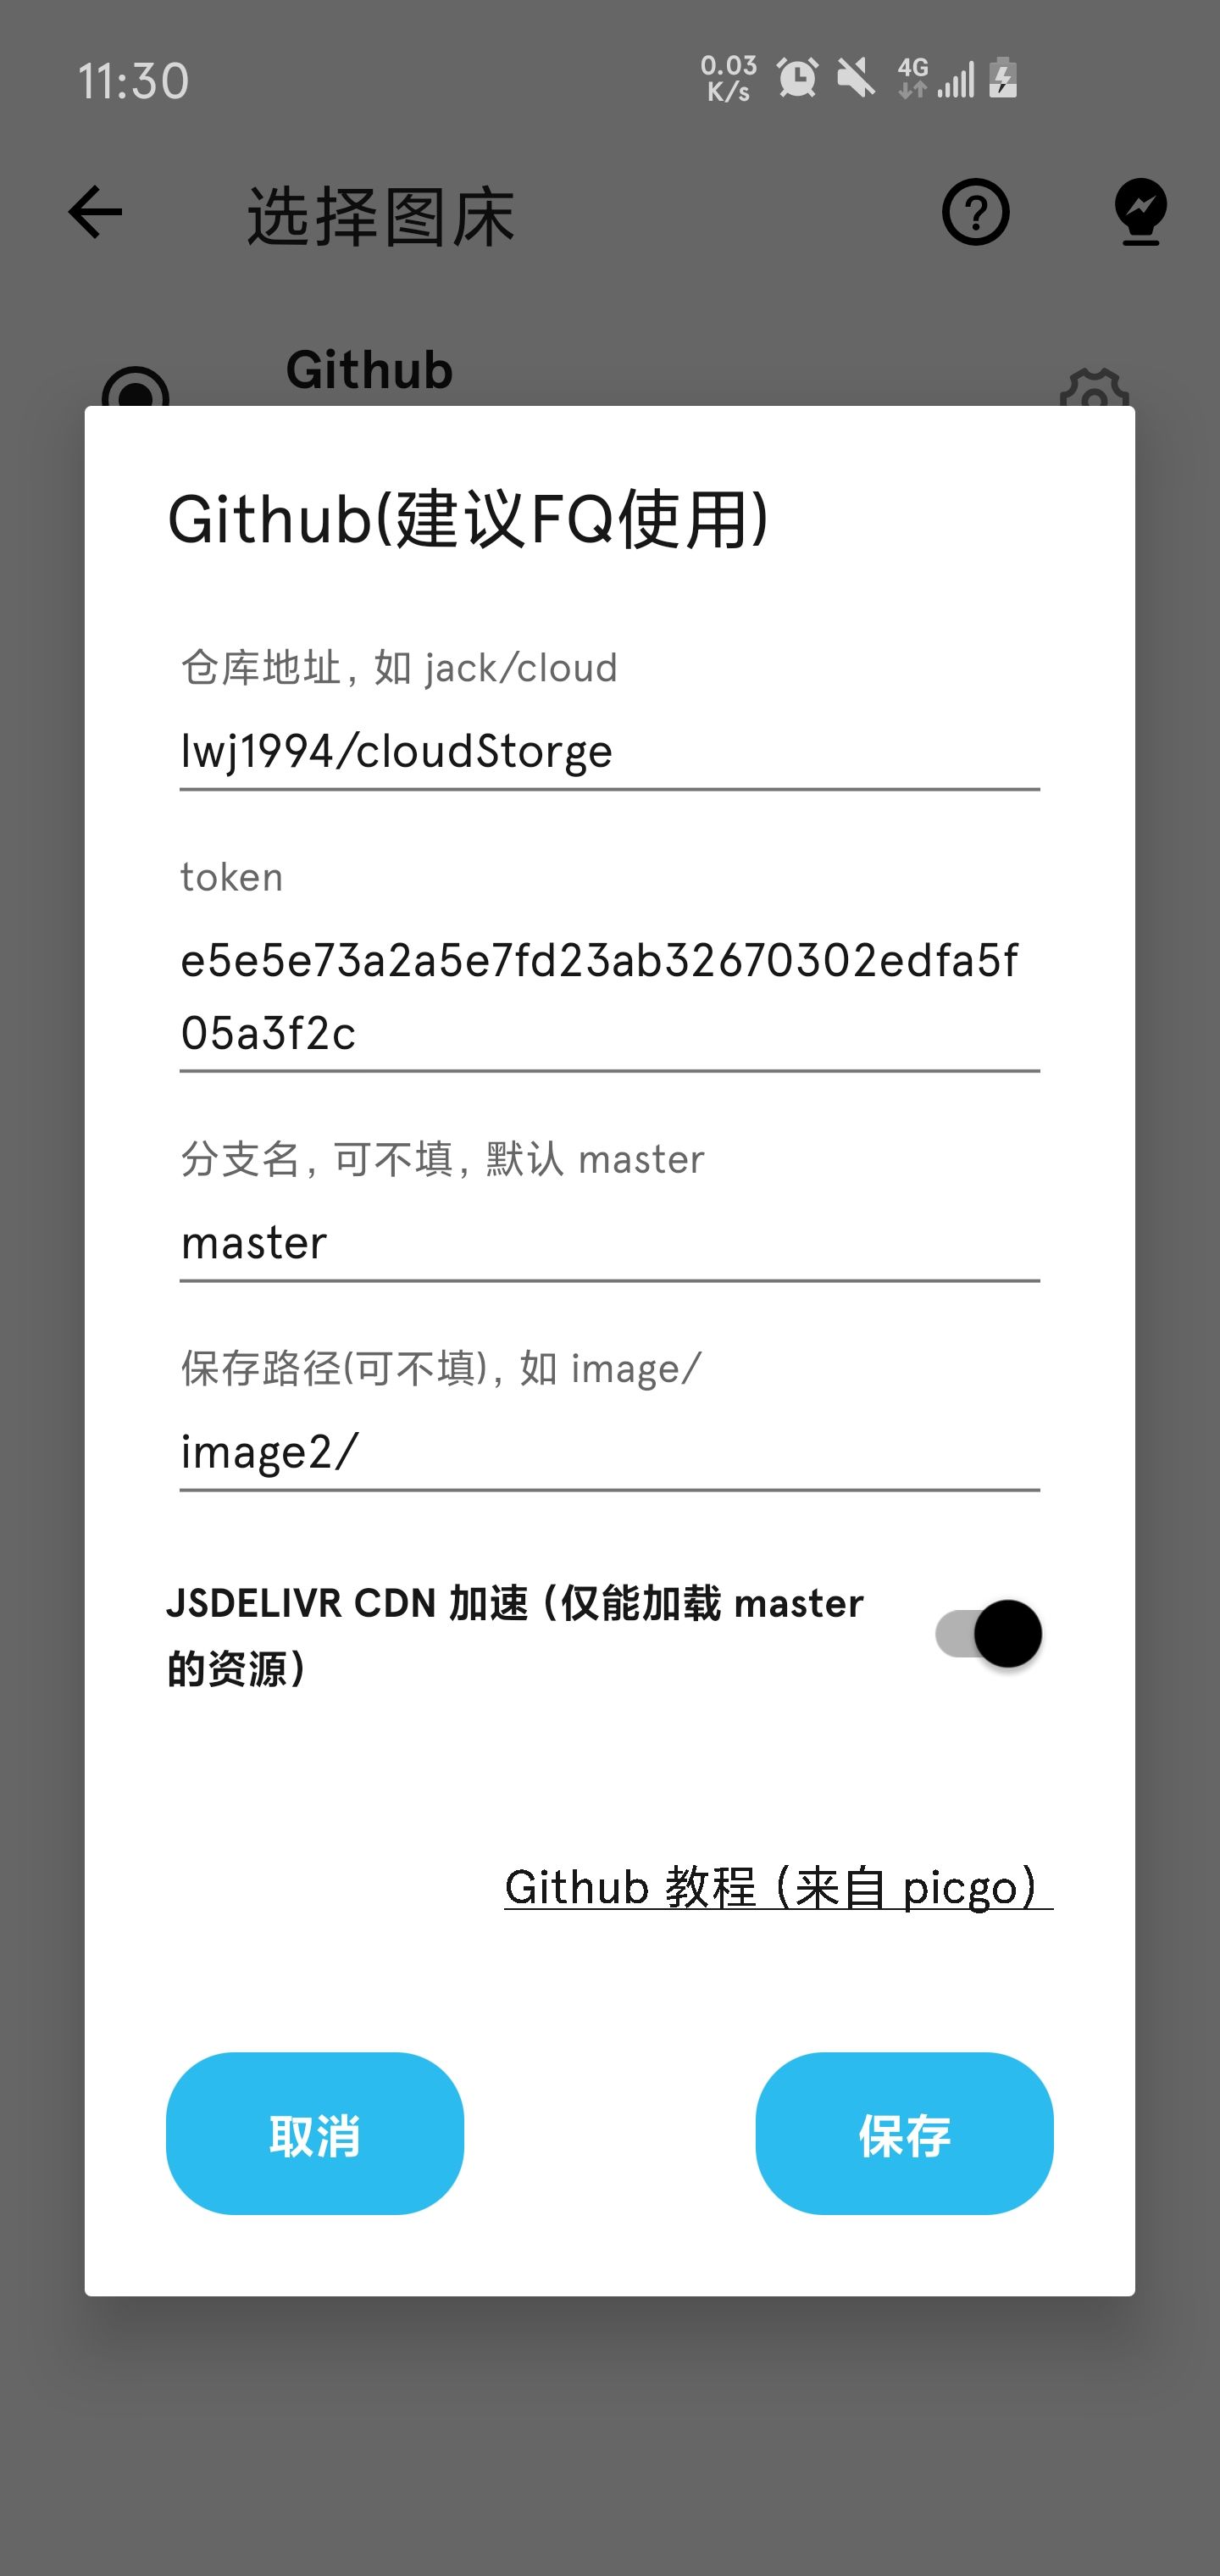 11:30
0.03
K/s
4G
选择图床
Github
Github(建议FQ使用)
仓库地址, 如 jack/cloud
lwj1994/cloudStorge
token
e5e5e73a2a5e7fd23ab32670302edfa5f
05a3f2c
分支名, 可不填, 默认 master
master
保存路径(可不填), 如 image/
image2/
JSDELIVR CDN 加速（仅能加载 master
的资源）
Github 教程（来自 picgo）
取消
保存